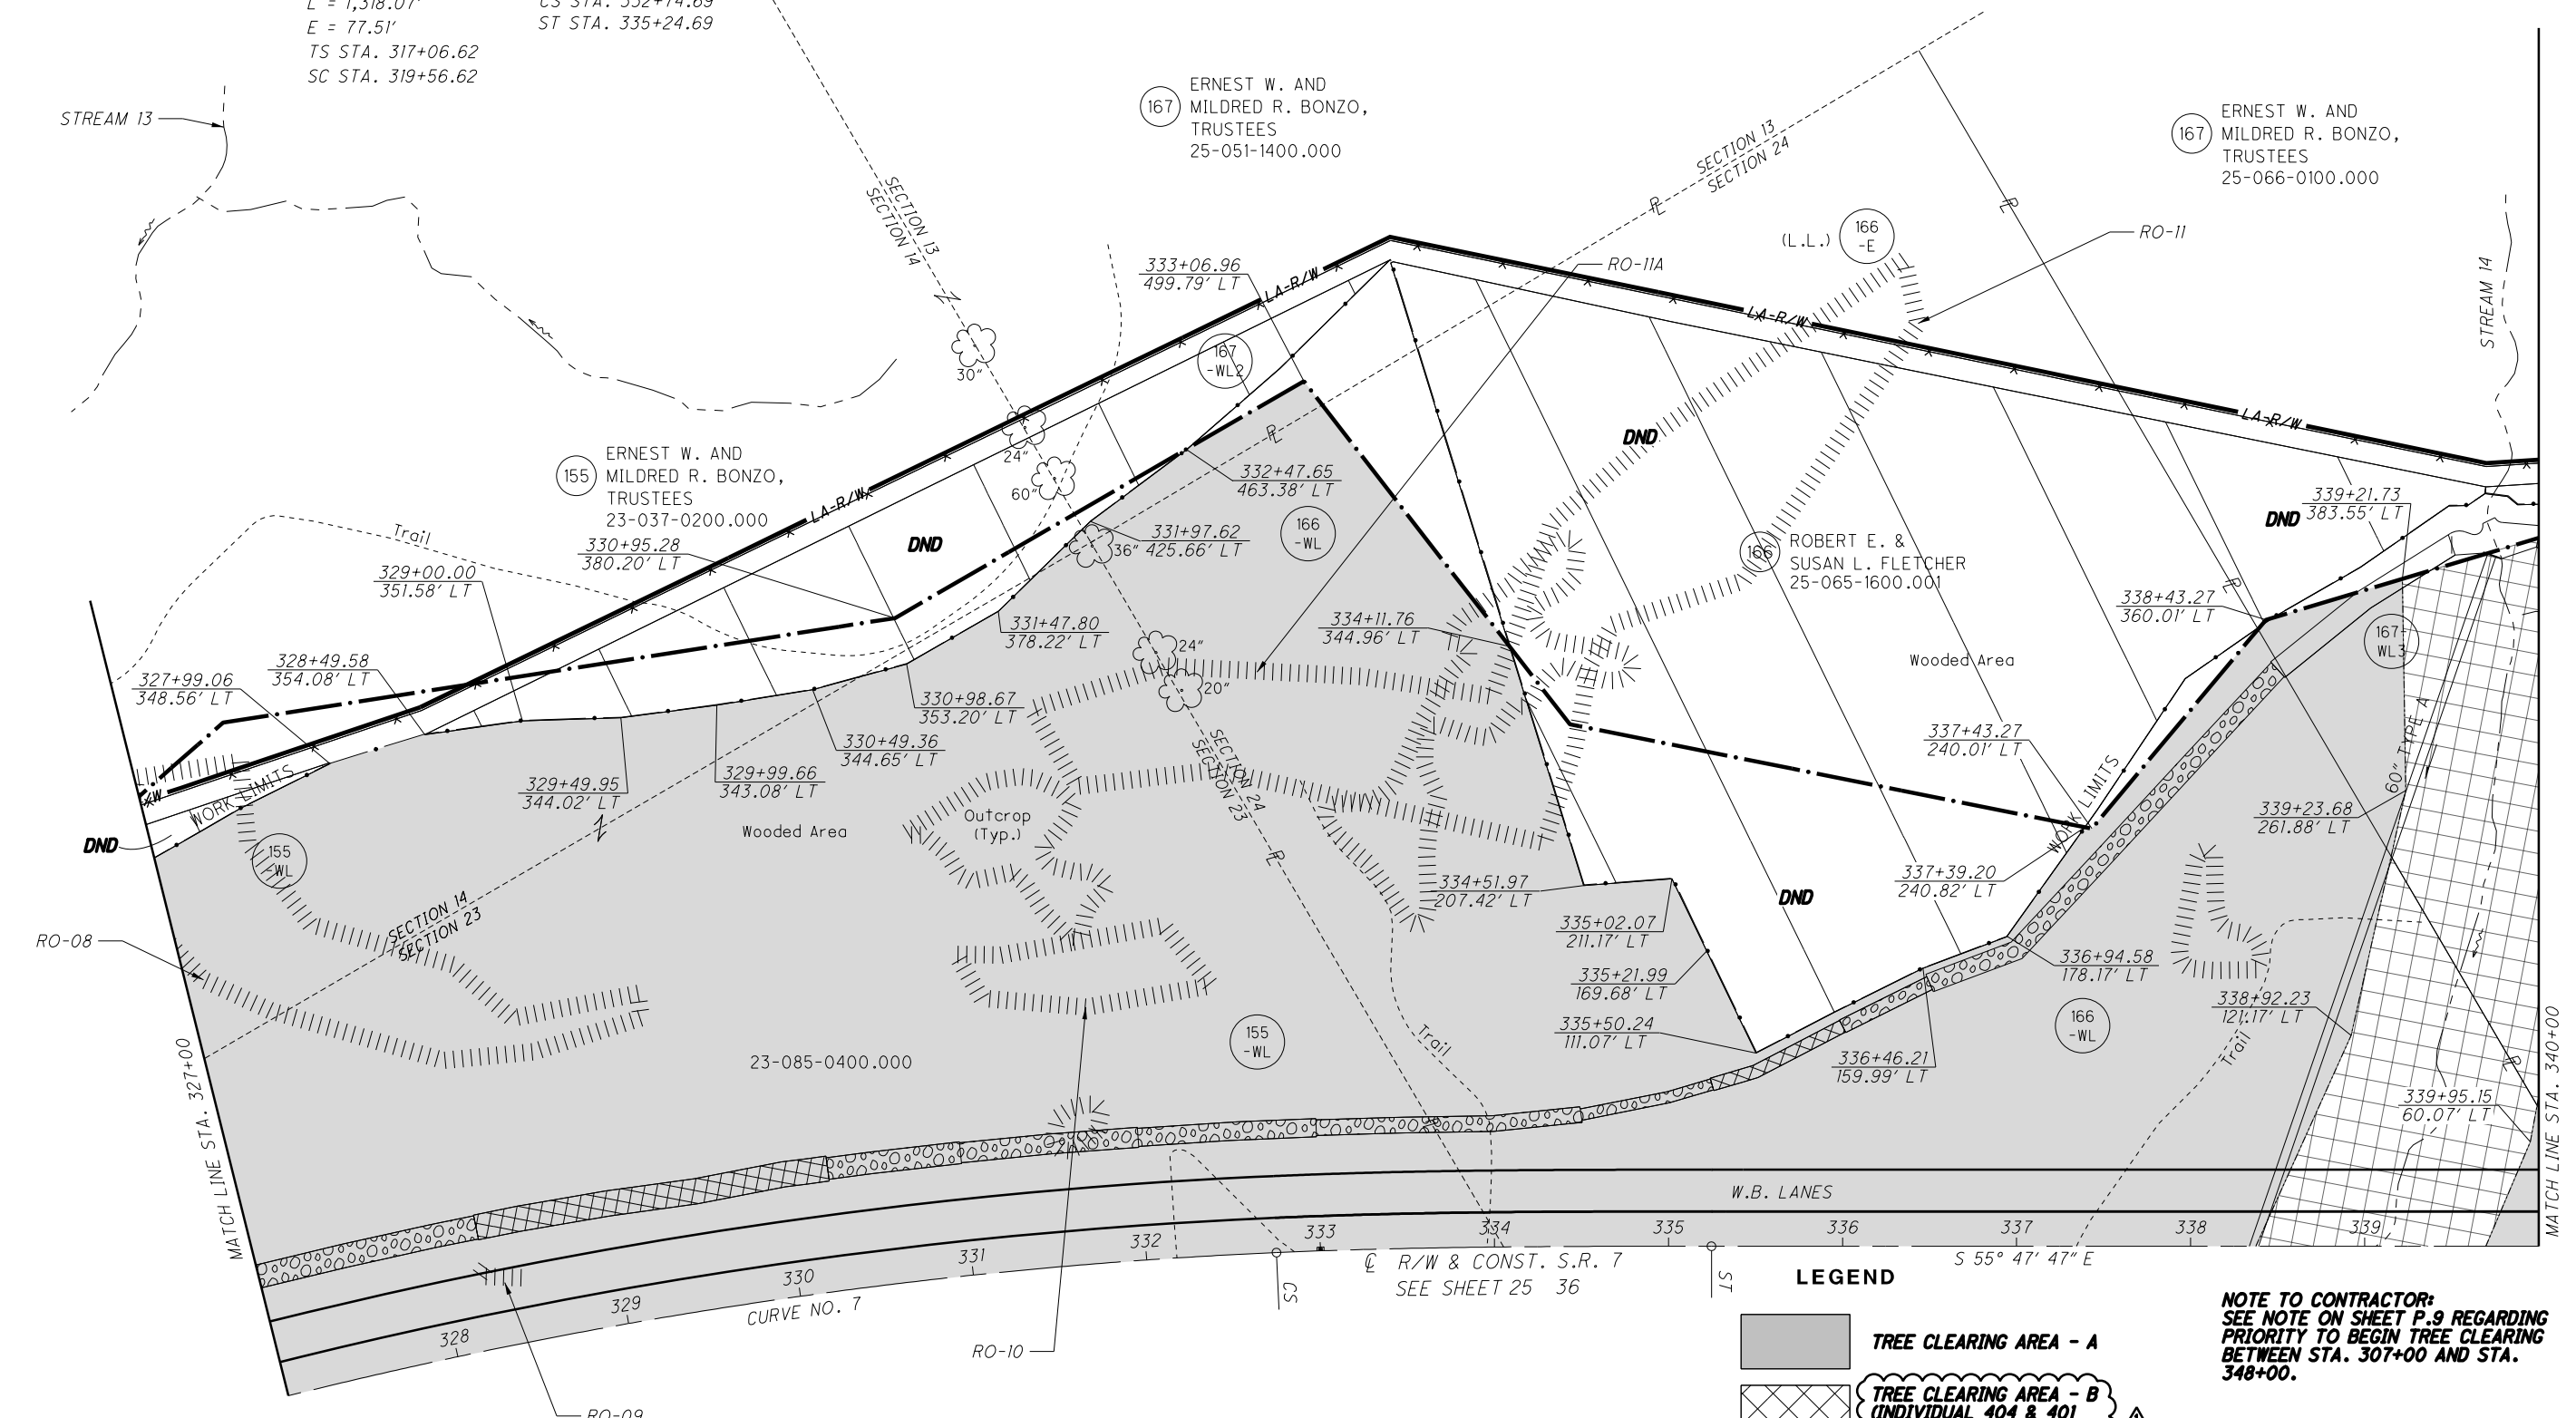 L = 1,318.07'
E = 77.51'
TS STA. 317+06.62
SC STA. 319+56.62
CS STA. 332+74.69
ST STA. 335+24.69
STREAM 13
167
ERNEST W. AND
MILDRED R. BONZO,
TRUSTEES
25-051-1400.000
167
ERNEST W. AND
MILDRED R. BONZO,
TRUSTEES
25-066-0100.000
SECTION 13
SECTION 14
SECTION 13
SECTION 24
PL
PL
(L.L.)
166
-E
RO-11
RO-11A
STREAM 14
333+06.96
499.79' LT
LA-R/W
LA-R/W
LA-R/W
LA-R/W
30"
24"
60"
36"
167
-WL2
155
ERNEST W. AND
MILDRED R. BONZO,
TRUSTEES
23-037-0200.000
Trail
DND
DND
DND
PL
332+47.65
463.38' LT
331+97.62
425.66' LT
166
-WL
339+21.73
383.55' LT
330+95.28
380.20' LT
329+00.00
351.58' LT
328+49.58
354.08' LT
327+99.06
348.56' LT
331+47.80
378.22' LT
334+11.76
344.96' LT
166
ROBERT E. &
SUSAN L. FLETCHER
25-065-1600.001
338+43.27
360.01' LT
PL
167-
WL3
24"
20"
Wooded Area
330+98.67
353.20' LT
330+49.36
344.65' LT
329+99.66
343.08' LT
329+49.95
344.02' LT
337+43.27
240.01' LT
60" TYPE A
WORK LIMITS
WORK LIMITS
DND
155
-WL
Wooded Area
Outcrop
(Typ.)
SECTION 24
SECTION 23
PL
339+23.68
261.88' LT
337+39.20
240.82' LT
334+51.97
207.42' LT
DND
335+02.07
211.17' LT
335+21.99
169.68' LT
335+50.24
111.07' LT
336+94.58
178.17' LT
338+92.23
121.17' LT
336+46.21
159.99' LT
166
-WL
RO-08
SECTION 14
SECTION 23
23-085-0400.000
155
-WL
Trail
Trail
PL
339+95.15
60.07' LT
MATCH LINE STA. 327+00
MATCH LINE STA. 340+00
W.B. LANES
328
329
330
331
332
333
334
335
336
337
338
339
CL R/W & CONST. S.R. 7
SEE SHEET 25 36
S 55° 47' 47" E
CURVE NO. 7
CS
ST
RO-10
RO-09
LEGEND
TREE CLEARING AREA - A
TREE CLEARING AREA - B
(INDIVIDUAL 404 & 401
NOTE TO CONTRACTOR:
SEE NOTE ON SHEET P.9 REGARDING
PRIORITY TO BEGIN TREE CLEARING
BETWEEN STA. 307+00 AND STA.
348+00.